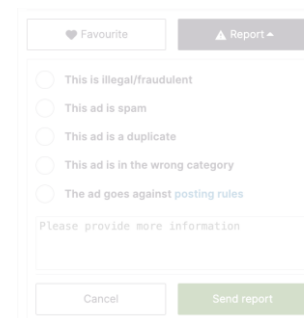 Favourite
Report
This is illegal/fraudulent
This ad is spam
This ad is a duplicate
This ad is in the wrong category
The ad goes against posting rules
Please provide more information
Cancel
Send report